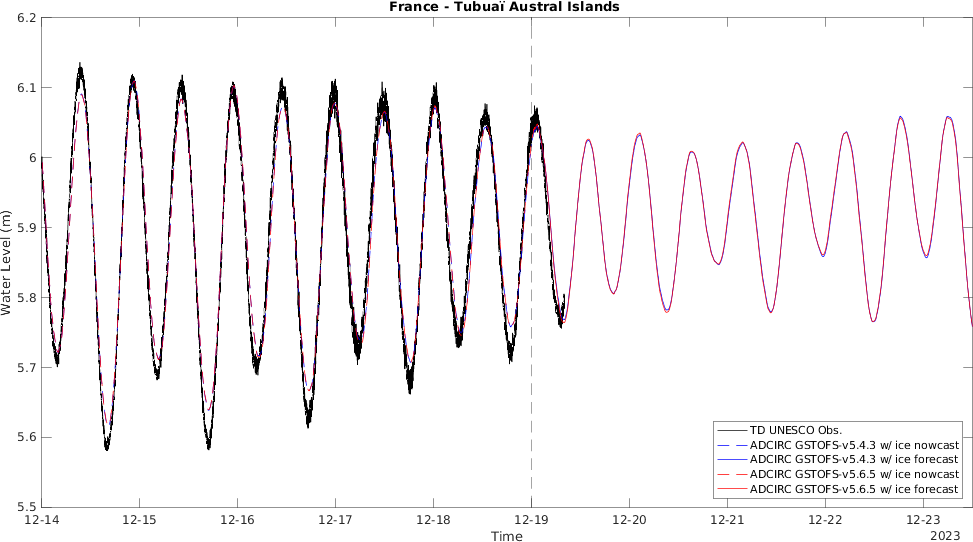 France - Tubuaï Austral Islands
Water Level (m)
6.2
6.1
6
5.9
5.8
5.7
5.6
5.5
TD UNESCO Obs.
ADCIRC GSTOFS-v5.4.3 w/ ice nowcast
ADCIRC GSTOFS-v5.4.3 w/ ice forecast
ADCIRC GSTOFS-v5.6.5 w/ ice nowcast
ADCIRC GSTOFS-v5.6.5 w/ ice forecast
12-14 12-15 12-16 12-17 12-18 12-19 12-20 12-21 12-22 12-23
Time
2023